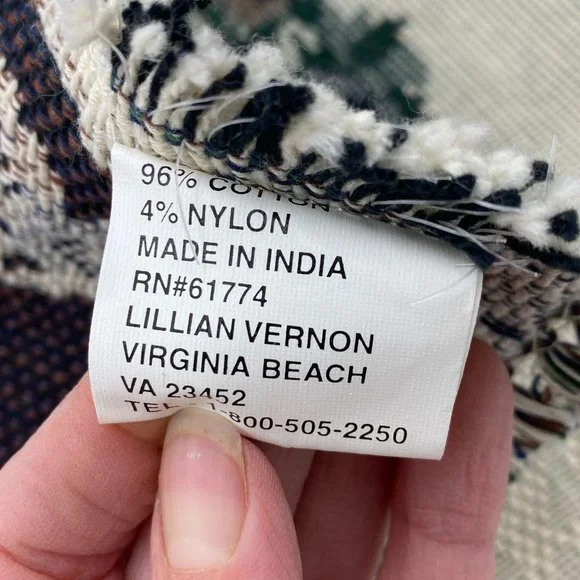 96% COTTON
4% NYLON
MADE IN INDIA
RN#61774
LILLIAN VERNON
VIRGINIA BEACH
VA 23452
TEL 1-800-505-2250